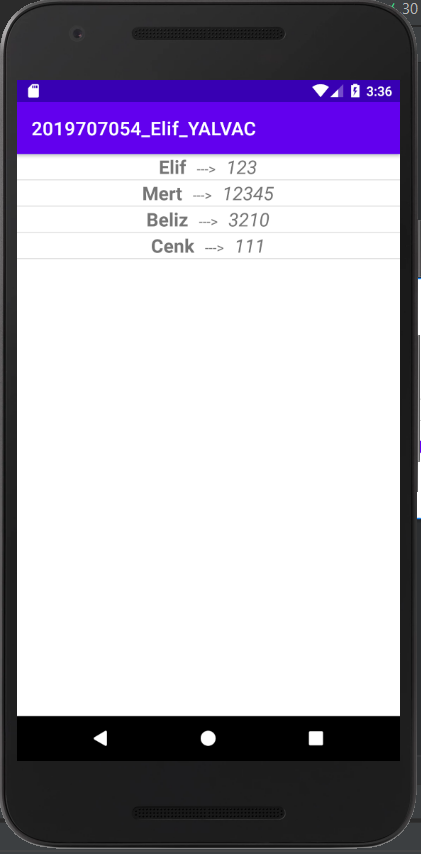 30
3:36
2019707054_Elif_YALVAC
Elif ---> 123
Mert ---> 12345
Beliz ---> 3210
Cenk ---> 111